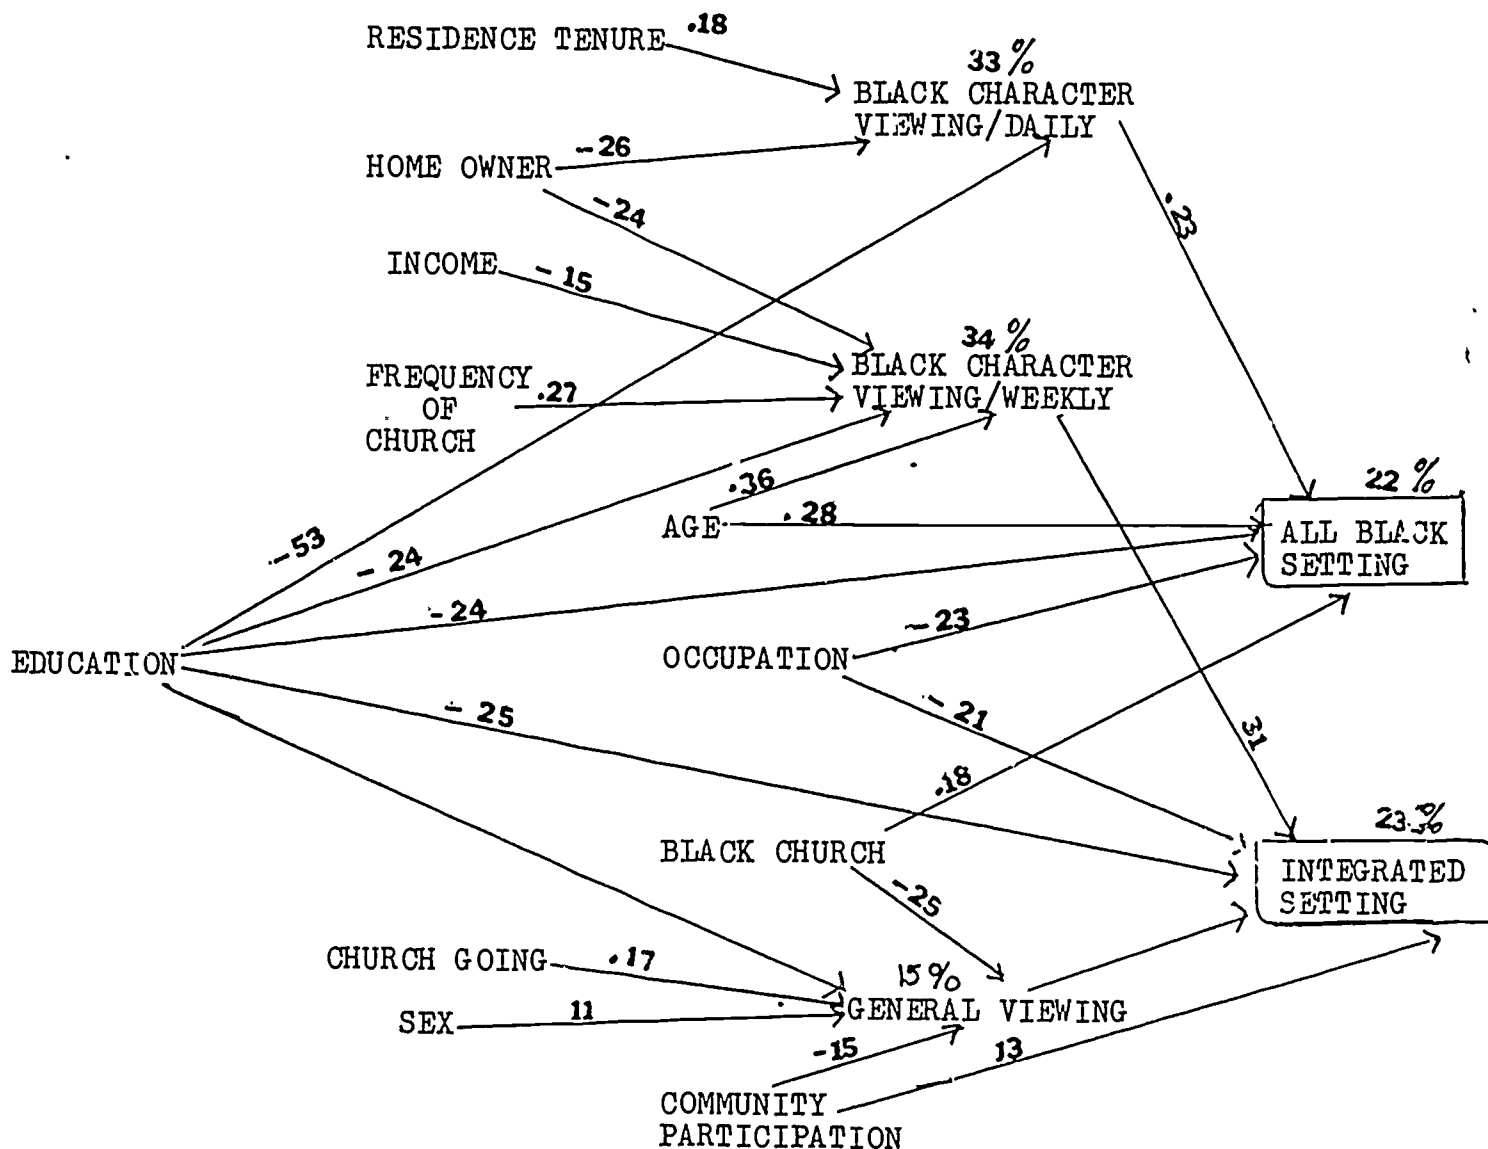 RESIDENCE TENURE
.18
33%
BLACK CHARACTER
VIEWING/DAILY
HOME OWNER
-26
-24
.23
INCOME
-15
34%
BLACK CHARACTER
VIEWING/WEEKLY
FREQUENCY
OF
CHURCH
.27
.36
AGE
.28
22%
ALL BLACK
SETTING
-53
-24
-24
-23
EDUCATION
OCCUPATION
-25
-21
31
.18
BLACK CHURCH
-25
23%
INTEGRATED
SETTING
CHURCH GOING
.17
15%
GENERAL VIEWING
SEX
11
-15
13
COMMUNITY
PARTICIPATION